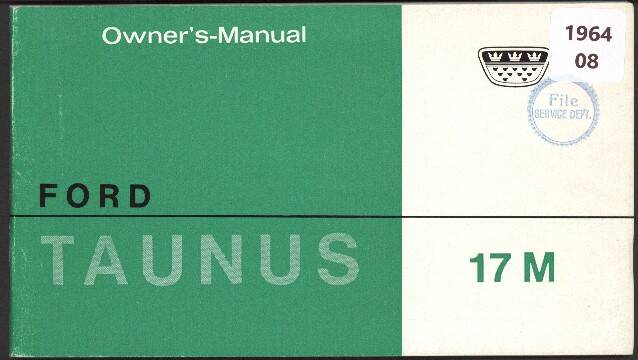 Owner's-Manual
1964
08
File
SERVICE DEPT.
FORD
TAUNUS
17 M